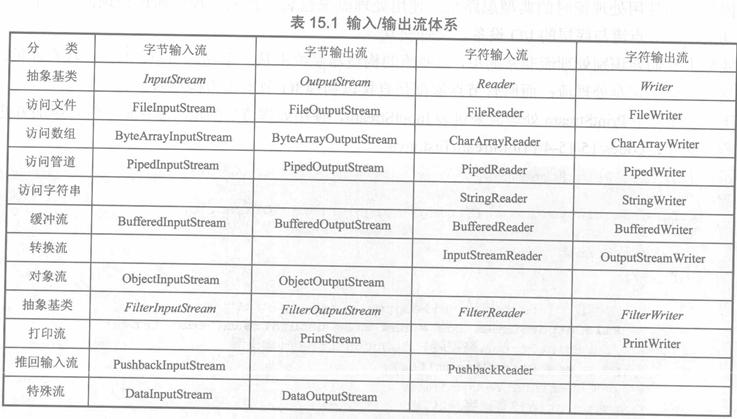 表 15.1 输入/输出流体系
分 类 字节输入流 字节输出流 字符输入流 字符输出流
抽象基类 InputStream OutputStream Reader Writer
访问文件 FileInputStream FileOutputStream FileReader FileWriter
访问数组 ByteArrayInputStream ByteArrayOutputStream CharArrayReader CharArrayWriter
访问管道 PipedInputStream PipedOutputStream PipedReader PipedWriter
访问字符串 StringReader StringWriter
缓冲流 BufferedInputStream BufferedOutputStream BufferedReader BufferedWriter
转换流 InputStreamReader OutputStreamWriter
对象流 ObjectInputStream ObjectOutputStream
抽象基类 FilterInputStream FilterOutputStream FilterReader FilterWriter
打印流 PrintStream PrintWriter
推回输入流 PushbackInputStream PushbackReader
特殊流 DataInputStream DataOutputStream